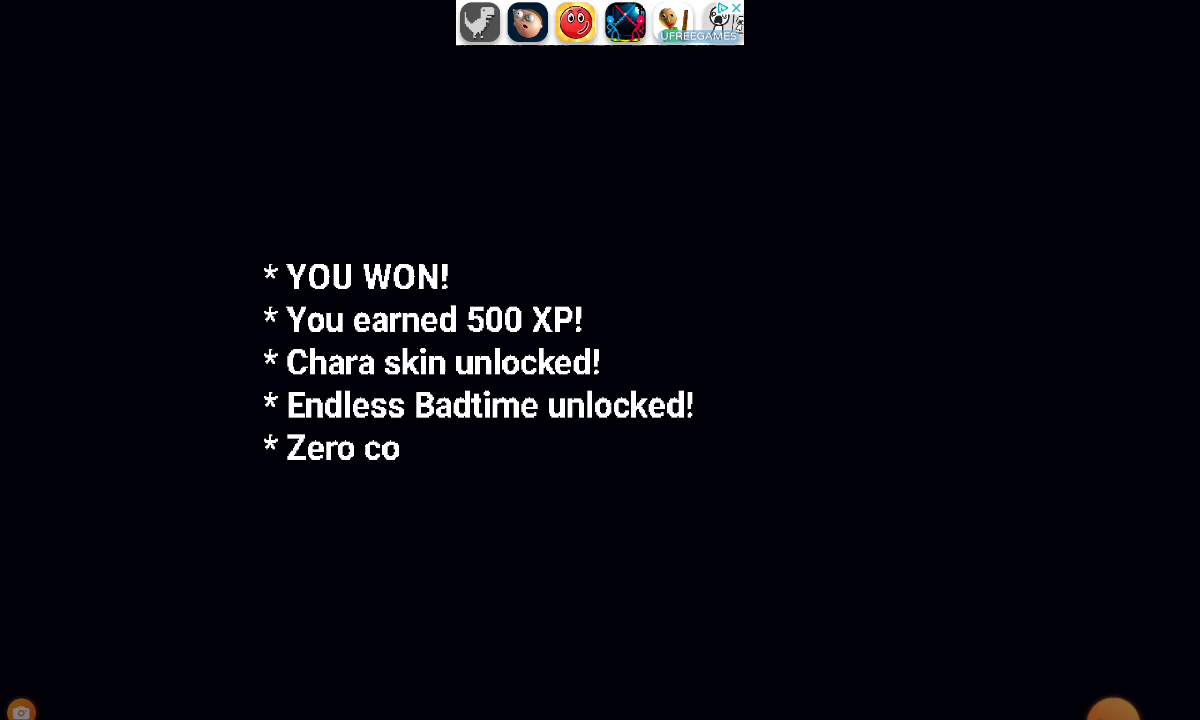 UFREEGAMES
* YOU WON!
* You earned 500 XP!
* Chara skin unlocked!
* Endless Badtime unlocked!
* Zero co